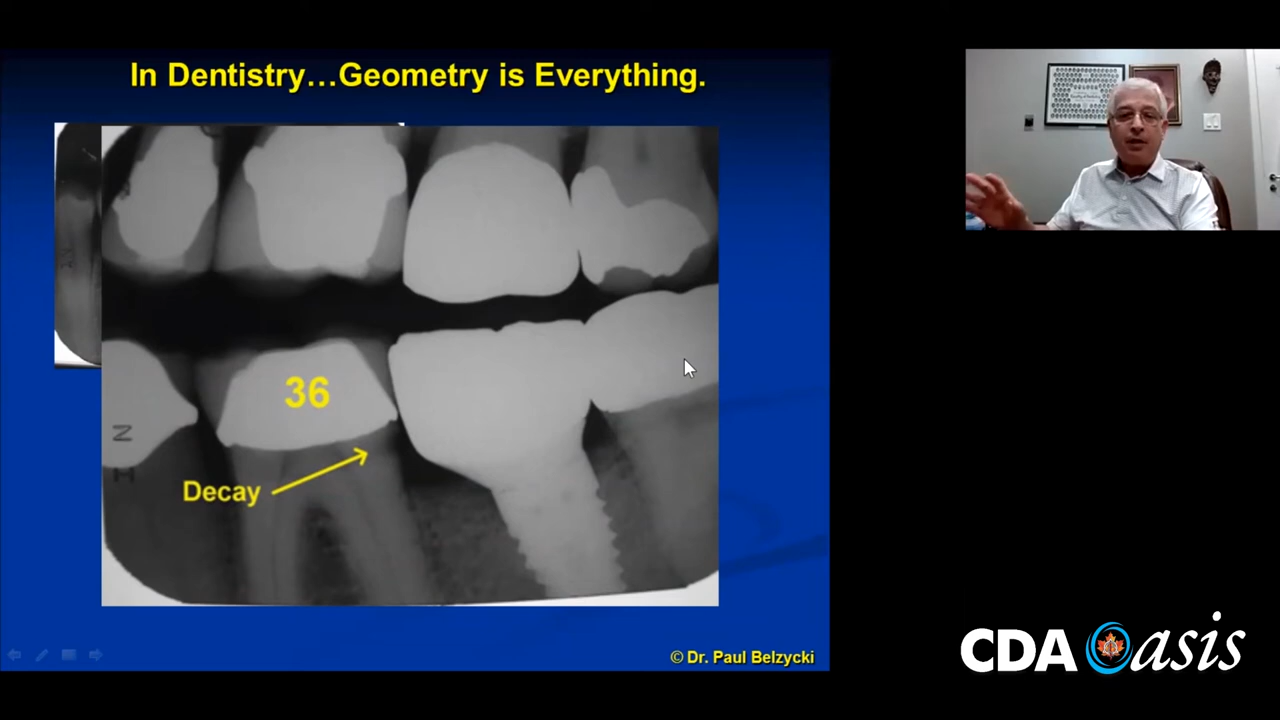 In Dentistry…Geometry is Everything.
36
Decay
© Dr. Paul Belzycki
CDA Oasis